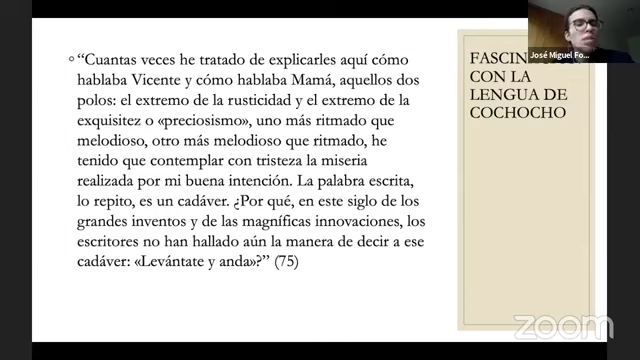 “Cuantas veces he tratado de explicarles aquí cómo
hablaba Vicente y cómo hablaba Mamá, aquellos dos
polos: el extremo de la rusticidad y el extremo de la
exquisitez o «preciosismo», uno más ritmado que
melodioso, otro más melodioso que ritmado, he
tenido que contemplar con tristeza la miseria
realizada por mi buena intención. La palabra escrita,
lo repito, es un cadáver. ¿Por qué, en este siglo de los
grandes inventos y de las magníficas innovaciones, los
escritores no han hallado aún la manera de decir a ese
cadáver: «Levántate y anda»?” (75)
José Miguel Fo...
CON LA
LENGUA DE
COCHOCHO
zoom